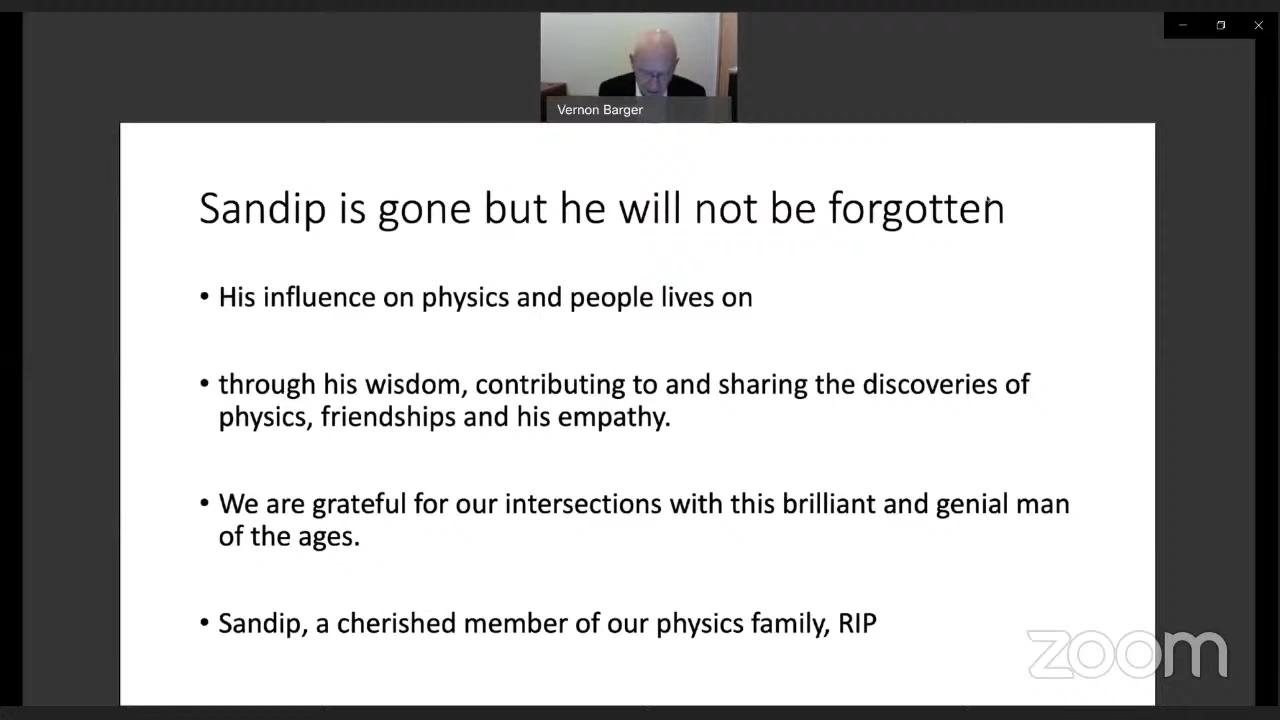 Vernon Barger
Sandip is gone but he will not be forgotten
• His influence on physics and people lives on
• through his wisdom, contributing to and sharing the discoveries of
physics, friendships and his empathy.
• We are grateful for our intersections with this brilliant and genial man
of the ages.
• Sandip, a cherished member of our physics family, RIP
zoom